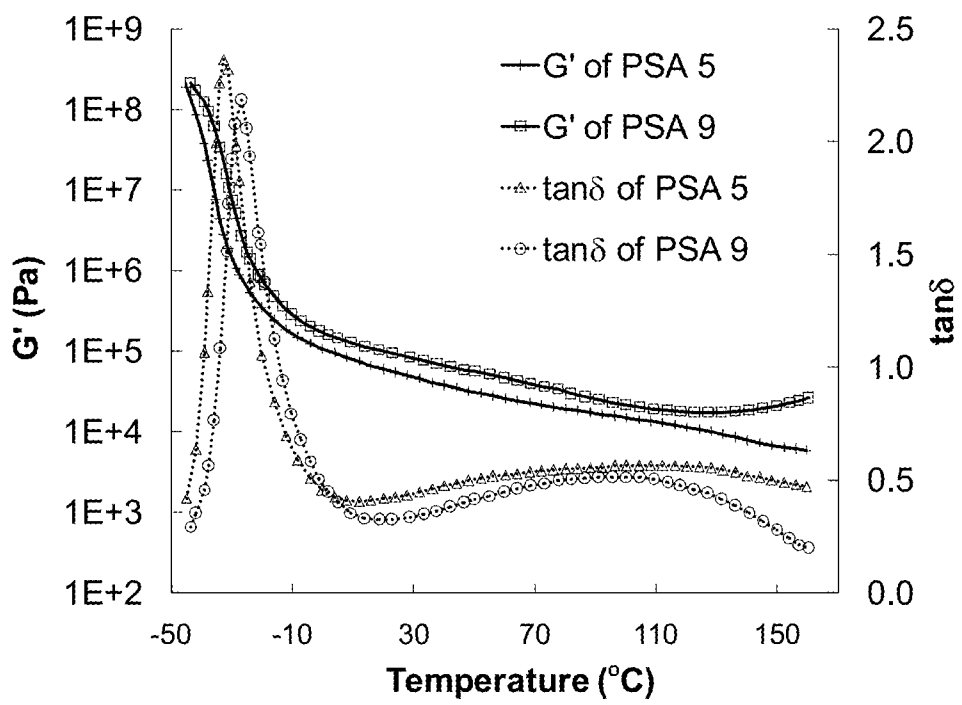 1E+9
1E+8
1E+7
1E+6
1E+5
1E+4
1E+3
1E+2
G' (Pa)
2.5
2.0
1.5
1.0
0.5
0.0
tanδ
G' of PSA 5
G' of PSA 9
tanδ of PSA 5
tanδ of PSA 9
-50
-10
30
70
110
150
Temperature (°C)